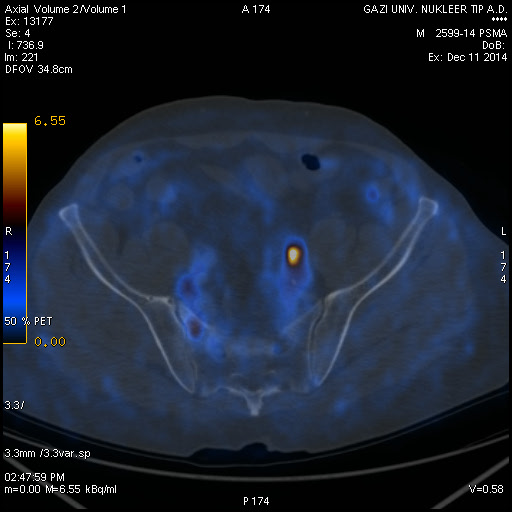 Axial Volume 2/Volume 1
Ex: 13177
Se: 4
I: 736.9
Im: 221
DFOV 34.8cm
A 174
GAZI UNIV. NUKLEER TIP A.D.
****
M 2599-14 PSMA
DoB:
Ex: Dec 11 2014
6.55
R
1
7
4
L
1
7
4
50 % PET
0.00
3.3/
3.3mm /3.3var.sp
02:47:59 PM
m=0.00 M=6.55 kBq/ml
P 174
V=0.58